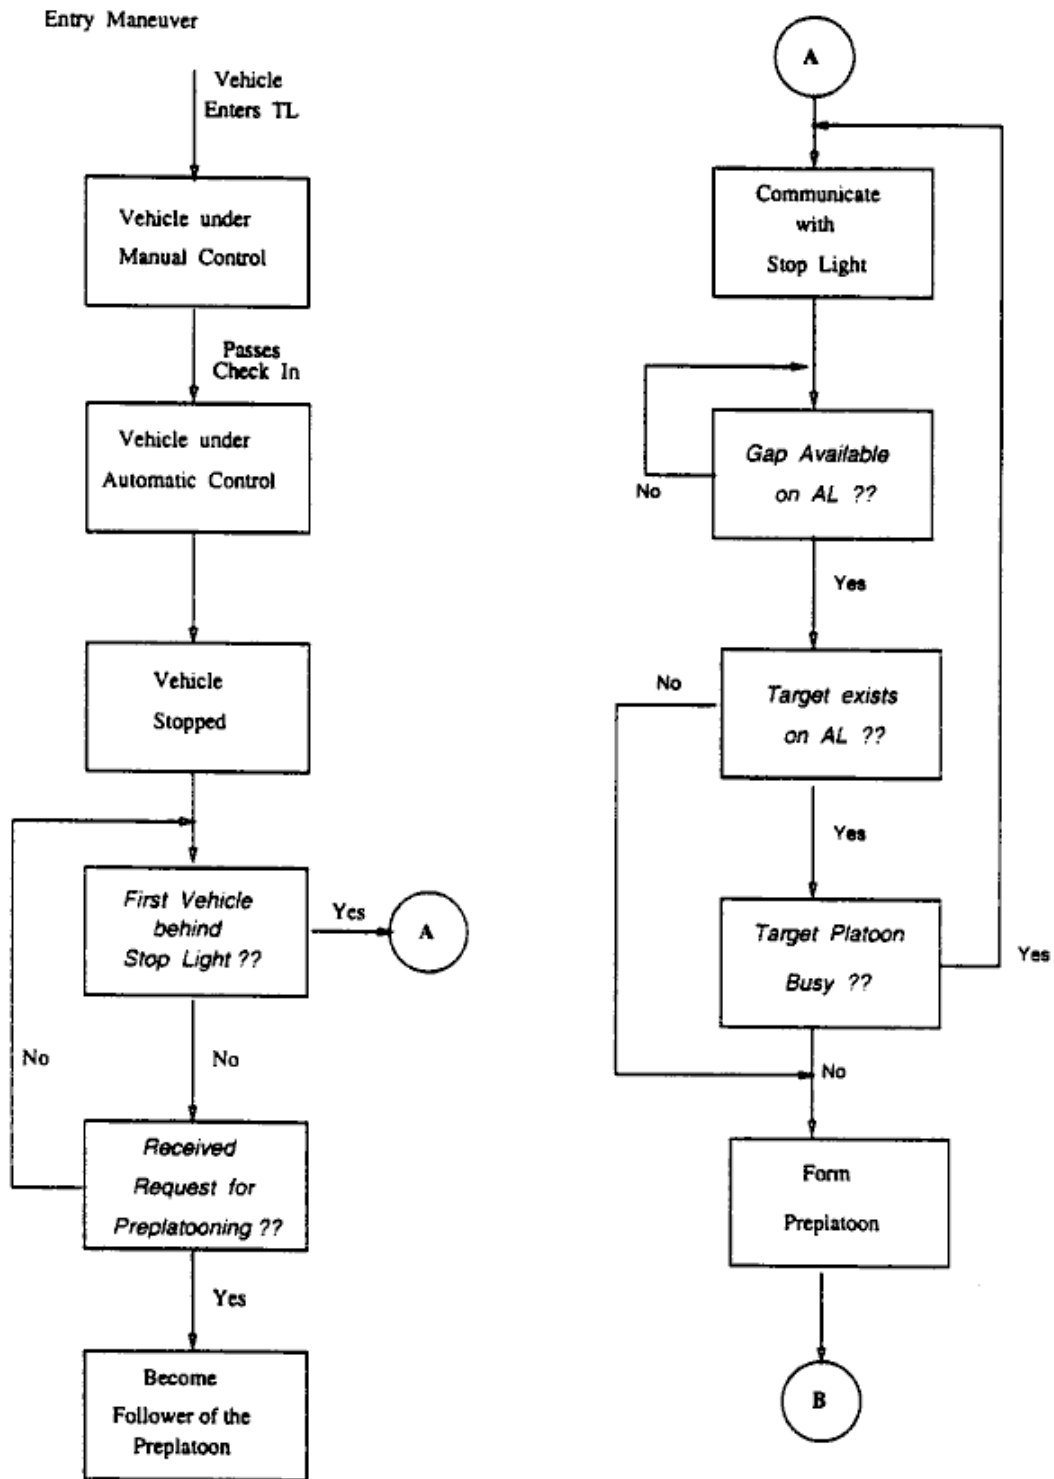 Entry Maneuver
Vehicle
Enters TL
Vehicle under
Manual Control
Passes
Check In
Vehicle under
Automatic Control
Vehicle
Stopped
First Vehicle
behind
Stop Light ??
Yes
A
No
No
Received
Request for
Preplatooning ??
Yes
Become
Follower of the
Preplatoon
A
Communicate
with
Stop Light
Gap Available
on AL ??
No
Yes
No
Target exists
on AL ??
Yes
Target Platoon
Busy ??
Yes
No
Form
Preplatoon
B